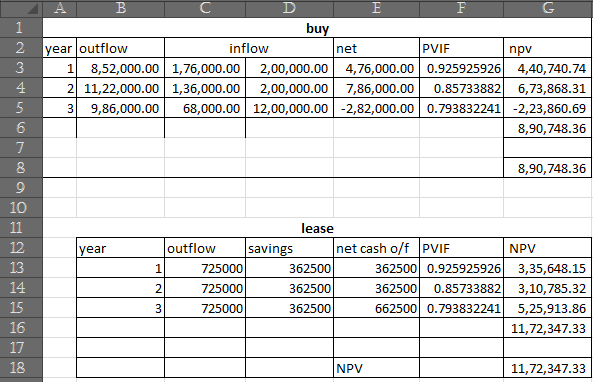 A B C D E F G
1 buy
2 year outflow inflow net PVIF npv
3 1 8,52,000.00 1,76,000.00 2,00,000.00 4,76,000.00 0.925925926 4,40,740.74
4 2 11,22,000.00 1,36,000.00 2,00,000.00 7,86,000.00 0.85733882 6,73,868.31
5 3 9,86,000.00 68,000.00 12,00,000.00 -2,82,000.00 0.793832241 -2,23,860.69
6 8,90,748.36
7
8 8,90,748.36
9
10
11 lease
12 year outflow savings net cash o/f PVIF NPV
13 1 725000 362500 362500 0.925925926 3,35,648.15
14 2 725000 362500 362500 0.85733882 3,10,785.32
15 3 725000 362500 662500 0.793832241 5,25,913.86
16 11,72,347.33
17
18 NPV 11,72,347.33